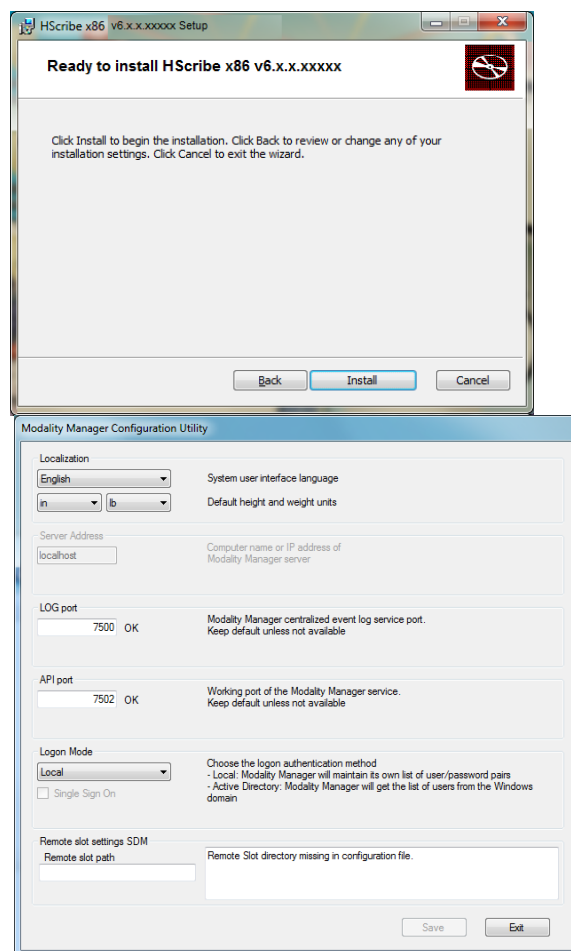 HScribe x86 v6.x.x.xxxxx Setup
Ready to install HScribe x86 v6.x.x.xxxxx
Click Install to begin the installation. Click Back to review or change any of your
installation settings. Click Cancel to exit the wizard.
Back
Install
Cancel
Modality Manager Configuration Utility
Localization
English
System user interface language
in
lb
Default height and weight units
Server Address
localhost
Computer name or IP address of
Modality Manager server
LOG port
7500 OK
Modality Manager centralized event log service port.
Keep default unless not available
API port
7502 OK
Working port of the Modality Manager service.
Keep default unless not available
Logon Mode
Local
Single Sign On
Choose the logon authentication method
- Local: Modality Manager will maintain its own list of user/password pairs
- Active Directory: Modality Manager will get the list of users from the Windows
domain
Remote slot settings SDM
Remote slot path
Remote Slot directory missing in configuration file.
Save
Exit